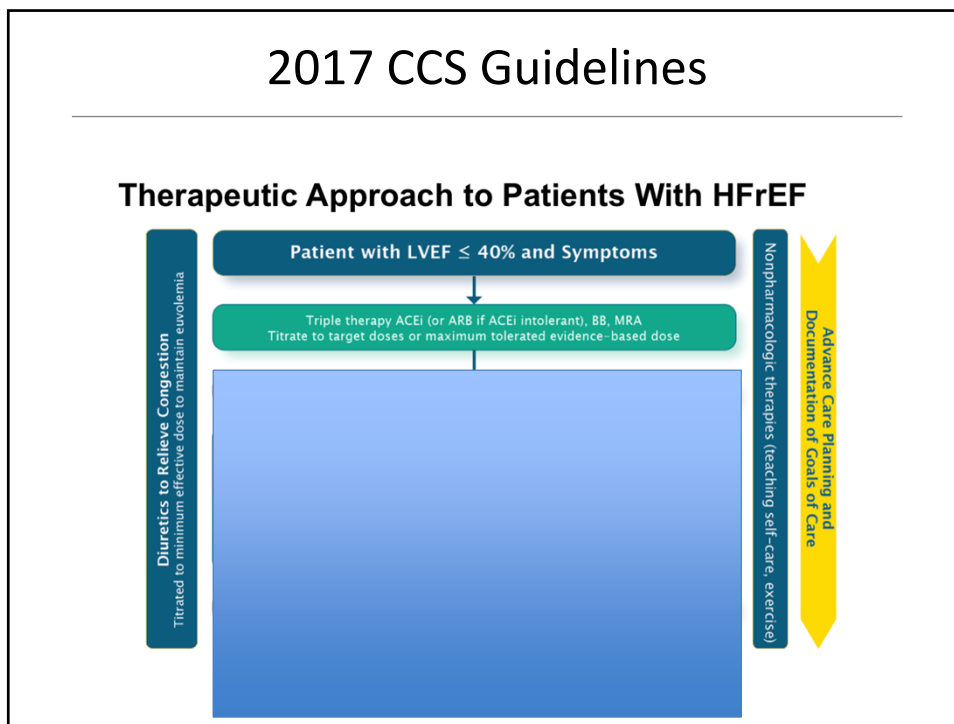 2017 CCS Guidelines
Therapeutic Approach to Patients With HFrEF
Diuretics to Relieve Congestion
Titrated to minimum effective dose to maintain euvolemia
Patient with LVEF ≤ 40% and Symptoms
Triple therapy ACEi (or ARB if ACEi intolerant), BB, MRA
Titrate to target doses or maximum tolerated evidence-based dose
Nonpharmacologic therapies (teaching self-care, exercise)
Advance Care Planning and
Documentation of Goals of Care